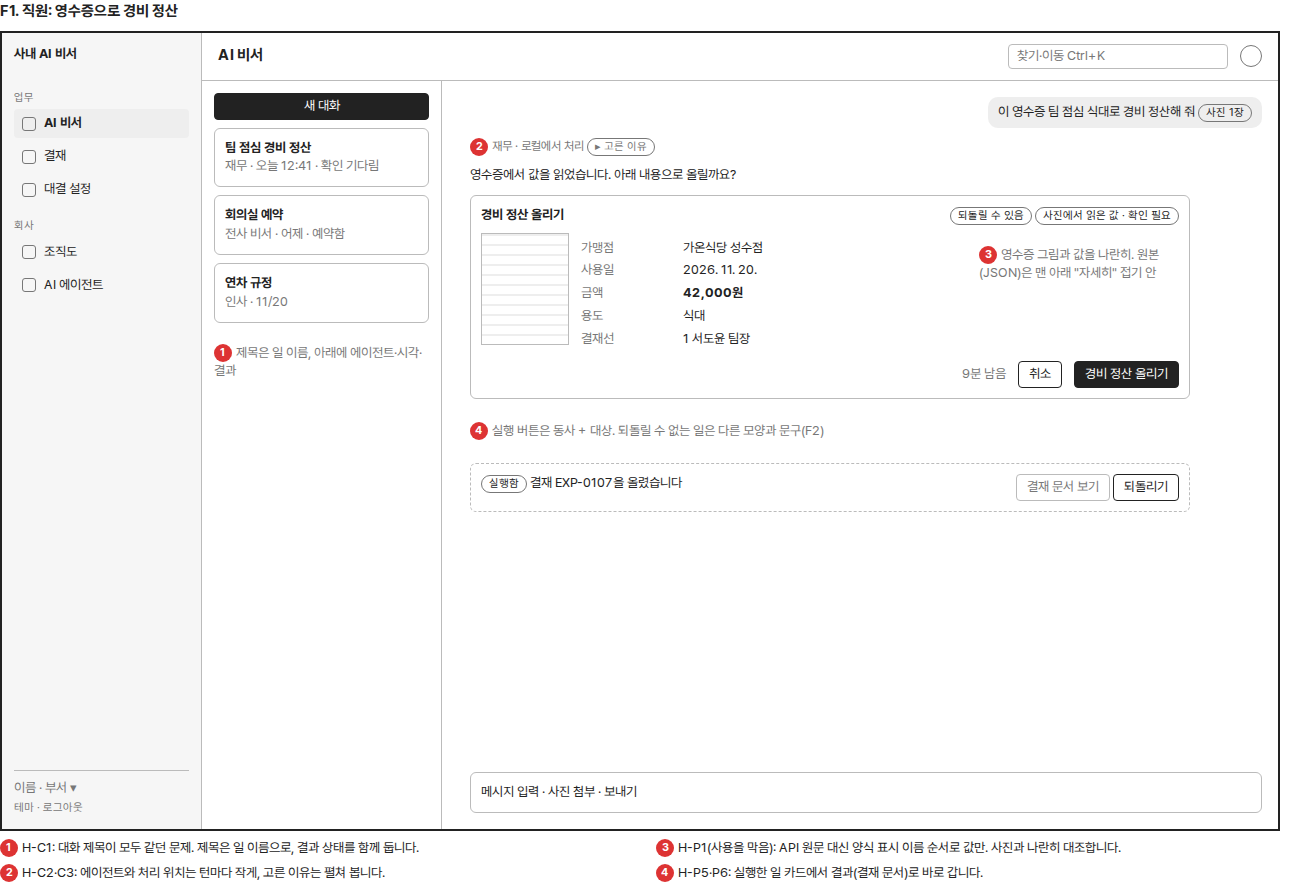 F1. 직원: 영수증으로 경비 정산
사내 AI 비서
업무
AI 비서
결재
대결 설정
회사
조직도
AI 에이전트
이름 · 부서 ▾
테마 · 로그아웃
AI 비서
찾기·이동 Ctrl+K
새 대화
팀 점심 경비 정산
재무 · 오늘 12:41 · 확인 기다림
회의실 예약
전사 비서 · 어제 · 예약함
연차 규정
인사 · 11/20
1 제목은 일 이름, 아래에 에이전트·시각·
결과
이 영수증 팀 점심 식대로 경비 정산해 줘 사진 1장
2 재무 · 로컬에서 처리 ▸ 고른 이유
영수증에서 값을 읽었습니다. 아래 내용으로 올릴까요?
경비 정산 올리기 되돌릴 수 있음 사진에서 읽은 값 · 확인 필요
가맹점 가온식당 성수점
사용일 2026. 11. 20.
금액 42,000원
용도 식대
결재선 1 서도윤 팀장
3 영수증 그림과 값을 나란히. 원본
(JSON)은 맨 아래 "자세히" 접기 안
9분 남음 취소 경비 정산 올리기
4 실행 버튼은 동사 + 대상. 되돌릴 수 없는 일은 다른 모양과 문구(F2)
실행함 결재 EXP-0107을 올렸습니다 결재 문서 보기 되돌리기
메시지 입력 · 사진 첨부 · 보내기
1 H-C1: 대화 제목이 모두 같던 문제. 제목은 일 이름으로, 결과 상태를 함께 둡니다.
2 H-C2·C3: 에이전트와 처리 위치는 턴마다 작게, 고른 이유는 펼쳐 봅니다.
3 H-P1(사용을 막음): API 원문 대신 양식 표시 이름 순서로 값만. 사진과 나란히 대조합니다.
4 H-P5·P6: 실행한 일 카드에서 결과(결재 문서)로 바로 갑니다.